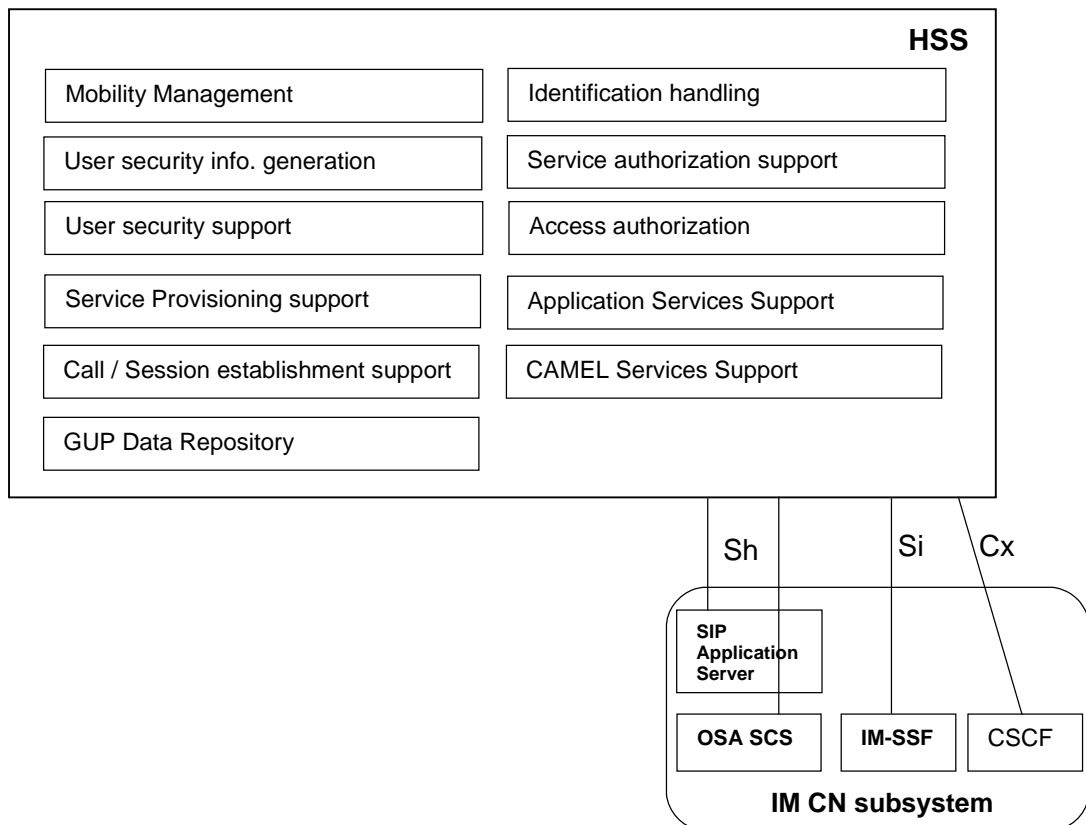 HSS
Mobility Management
Identification handling
User security info. generation
Service authorization support
User security support
Access authorization
Service Provisioning support
Application Services Support
Call / Session establishment support
CAMEL Services Support
GUP Data Repository
Sh
Si
Cx
SIP
Application
Server
OSA SCS
IM-SSF
CSCF
IM CN subsystem